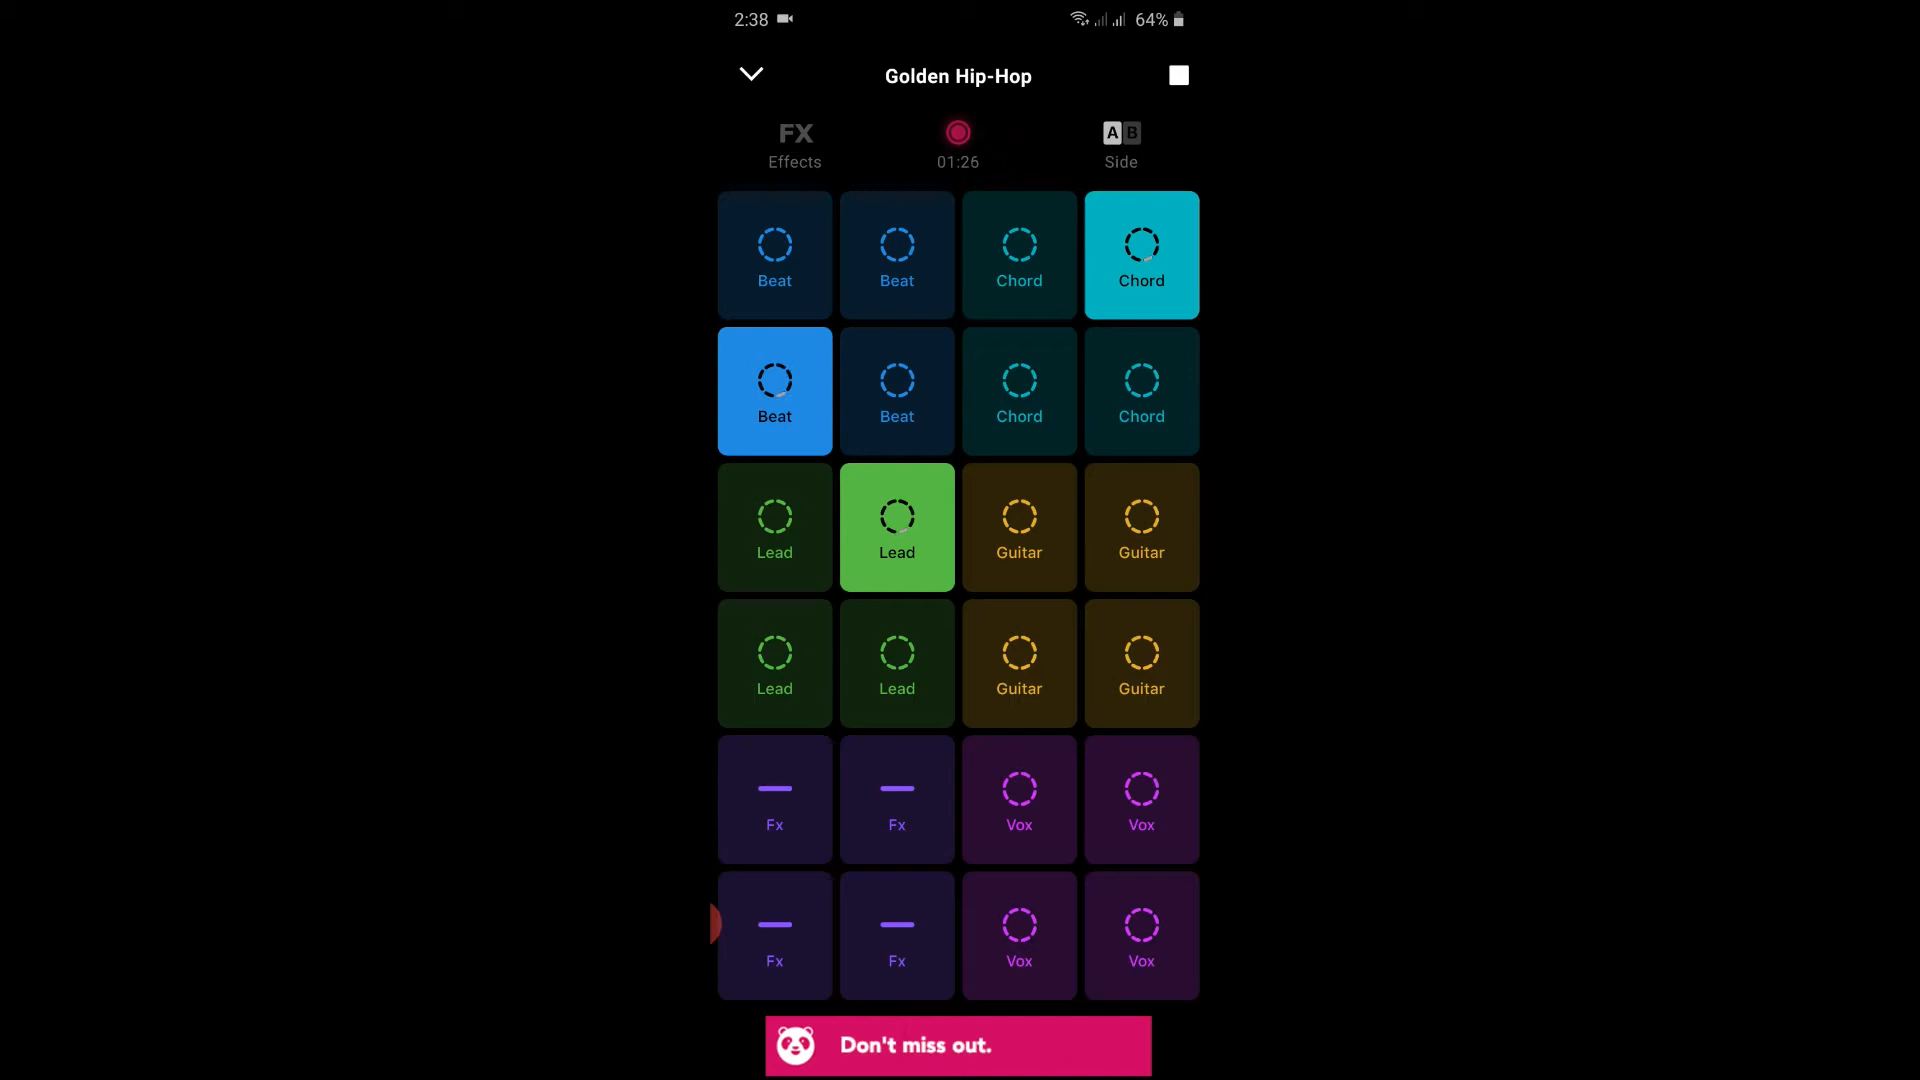 2:38 64%
Golden Hip-Hop
FX A B
Effects 01:26 Side
Beat Beat Chord Chord
Beat Beat Chord Chord
Lead Lead Guitar Guitar
Lead Lead Guitar Guitar
Fx Fx Vox Vox
Fx Fx Vox Vox
Don't miss out.